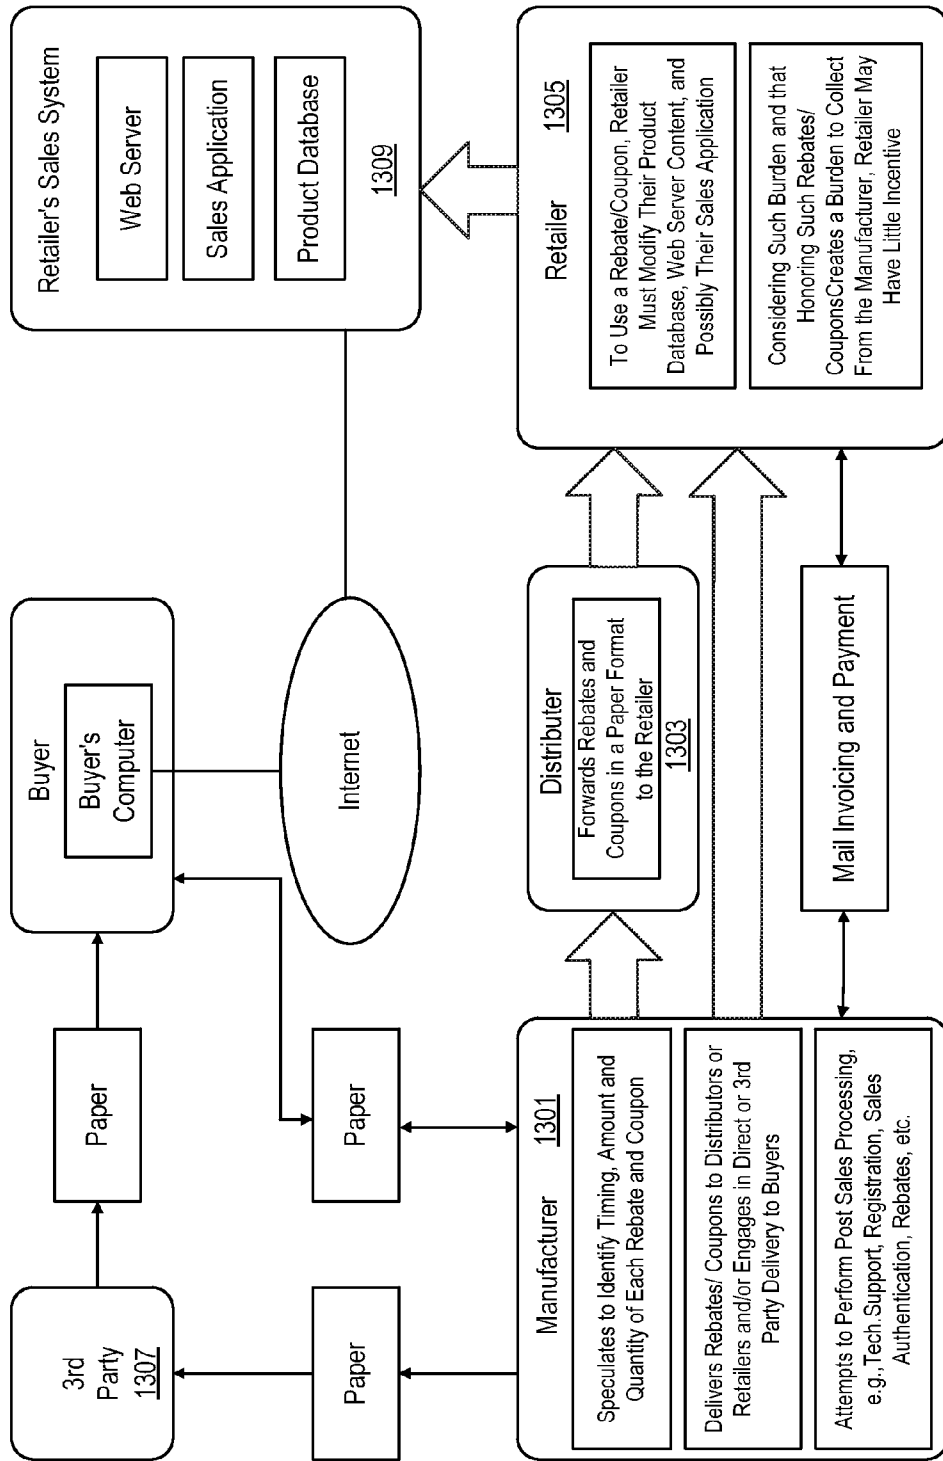 3rd
Party
1307
Paper
Buyer
Buyer's
Computer
Retailer's Sales System
Web Server
Sales Application
Product Database
1309
Paper
Paper
Internet
Manufacturer
1301
Speculates to Identify Timing, Amount and
Quantity of Each Rebate and Coupon
Delivers Rebates/ Coupons to Distributors or
Retailers and/or Engages in Direct or 3rd
Party Delivery to Buyers
Attempts to Perform Post Sales Processing,
e.g.,Tech.Support, Registration, Sales
Authentication, Rebates, etc.
Distributer
Forwards Rebates and
Coupons in a Paper Format
to the Retailer
1303
Mail Invoicing and Payment
Retailer
1305
To Use a Rebate/Coupon, Retailer
Must Modify Their Product
Database, Web Server Content, and
Possibly Their Sales Application
Considering Such Burden and that
Honoring Such Rebates/
CouponsCreates a Burden to Collect
From the Manufacturer, Retailer May
Have Little Incentive